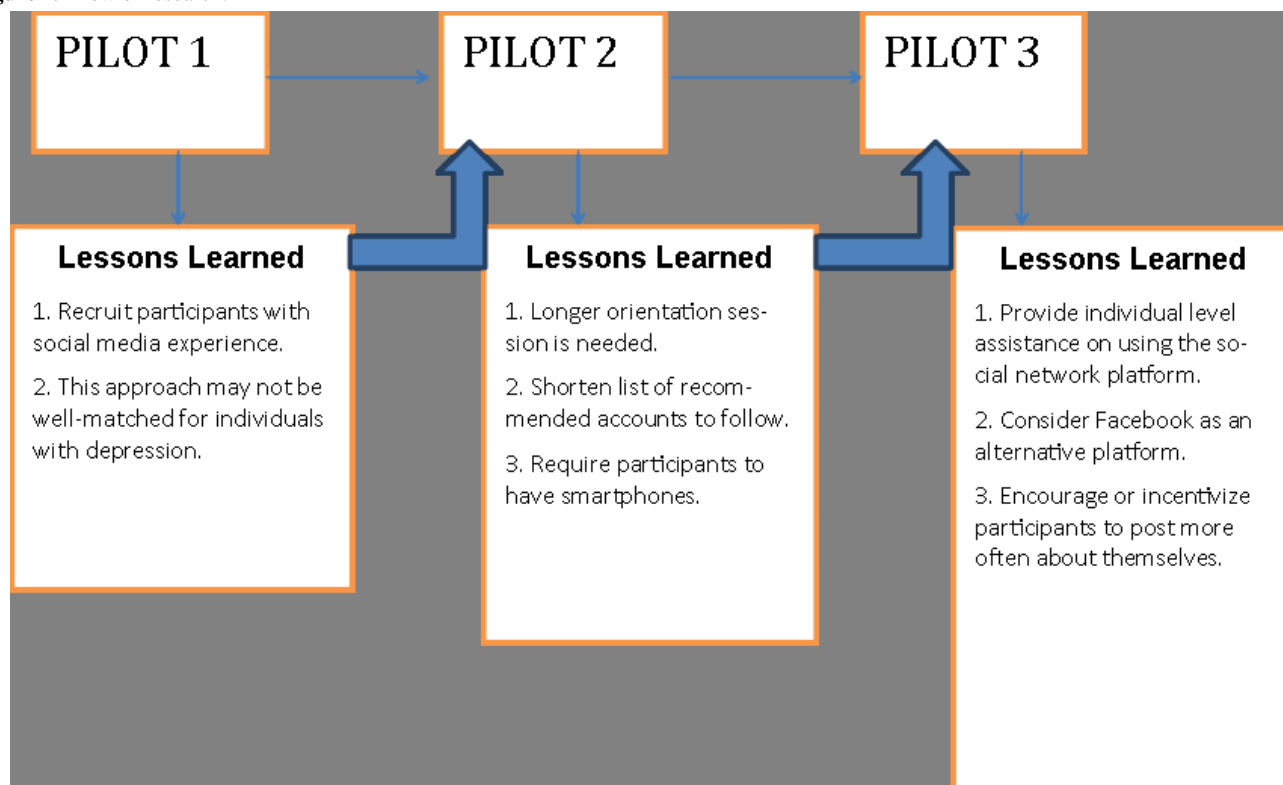 PILOT 1
PILOT 2
PILOT 3
Lessons Learned
1. Recruit participants with
social media experience.
2. This approach may not be
well-matched for individuals
with depression.
Lessons Learned
1. Longer orientation ses-
sion is needed.
2. Shorten list of recom-
mended accounts to follow.
3. Require participants to
have smartphones.
Lessons Learned
1. Provide individual level
assistance on using the so-
cial network platform.
2. Consider Facebook as an
alternative platform.
3. Encourage or incentivize
participants to post more
often about themselves.